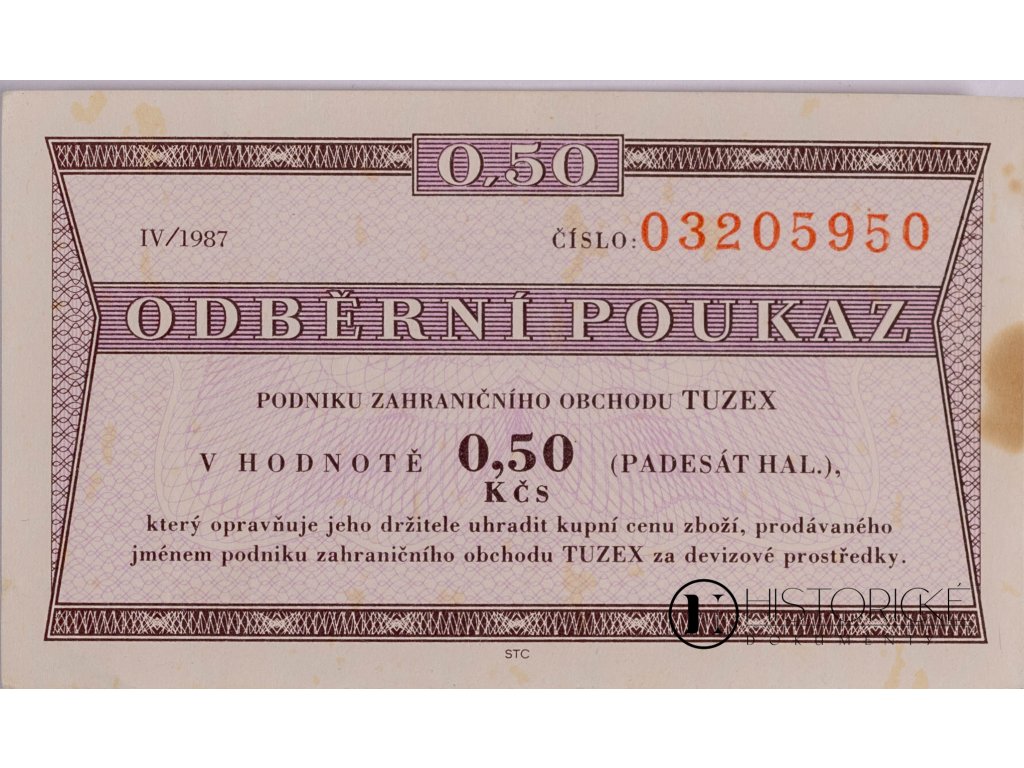 0,50
IV/1987 ČÍSLO: 03205950
ODBĚRNÍ POUKAZ
PODNIKU ZAHRANIČNÍHO OBCHODU TUZEX
V HODNOTĚ 0,50 (PADESÁT HAL.),
KČS
který opravňuje jeho držitele uhradit kupní cenu zboží, prodávaného
jménem podniku zahraničního obchodu TUZEX za devizové prostředky.
HISTORICKÉ
DOKUMENTY
STC